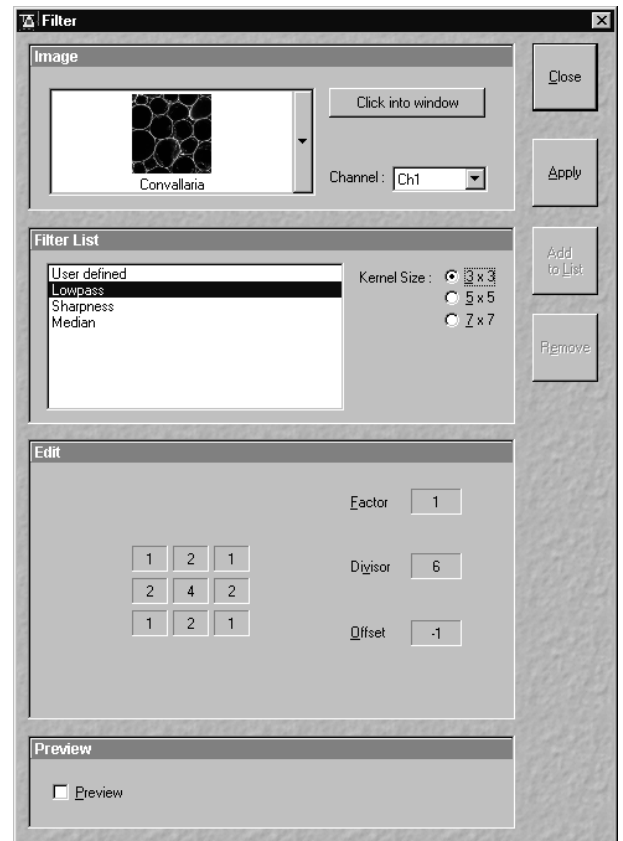 Filter
Image
Close
Click into window
Convallaria
Channel : Ch1
Apply
Filter List
User defined
Lowpass
Sharpness
Median
Kernel Size : 3 x 3
5 x 5
7 x 7
Add
to List
Remove
Edit
Factor 1
1 2 1
Divisor 6
2 4 2
1 2 1
Offset -1
Preview
Preview